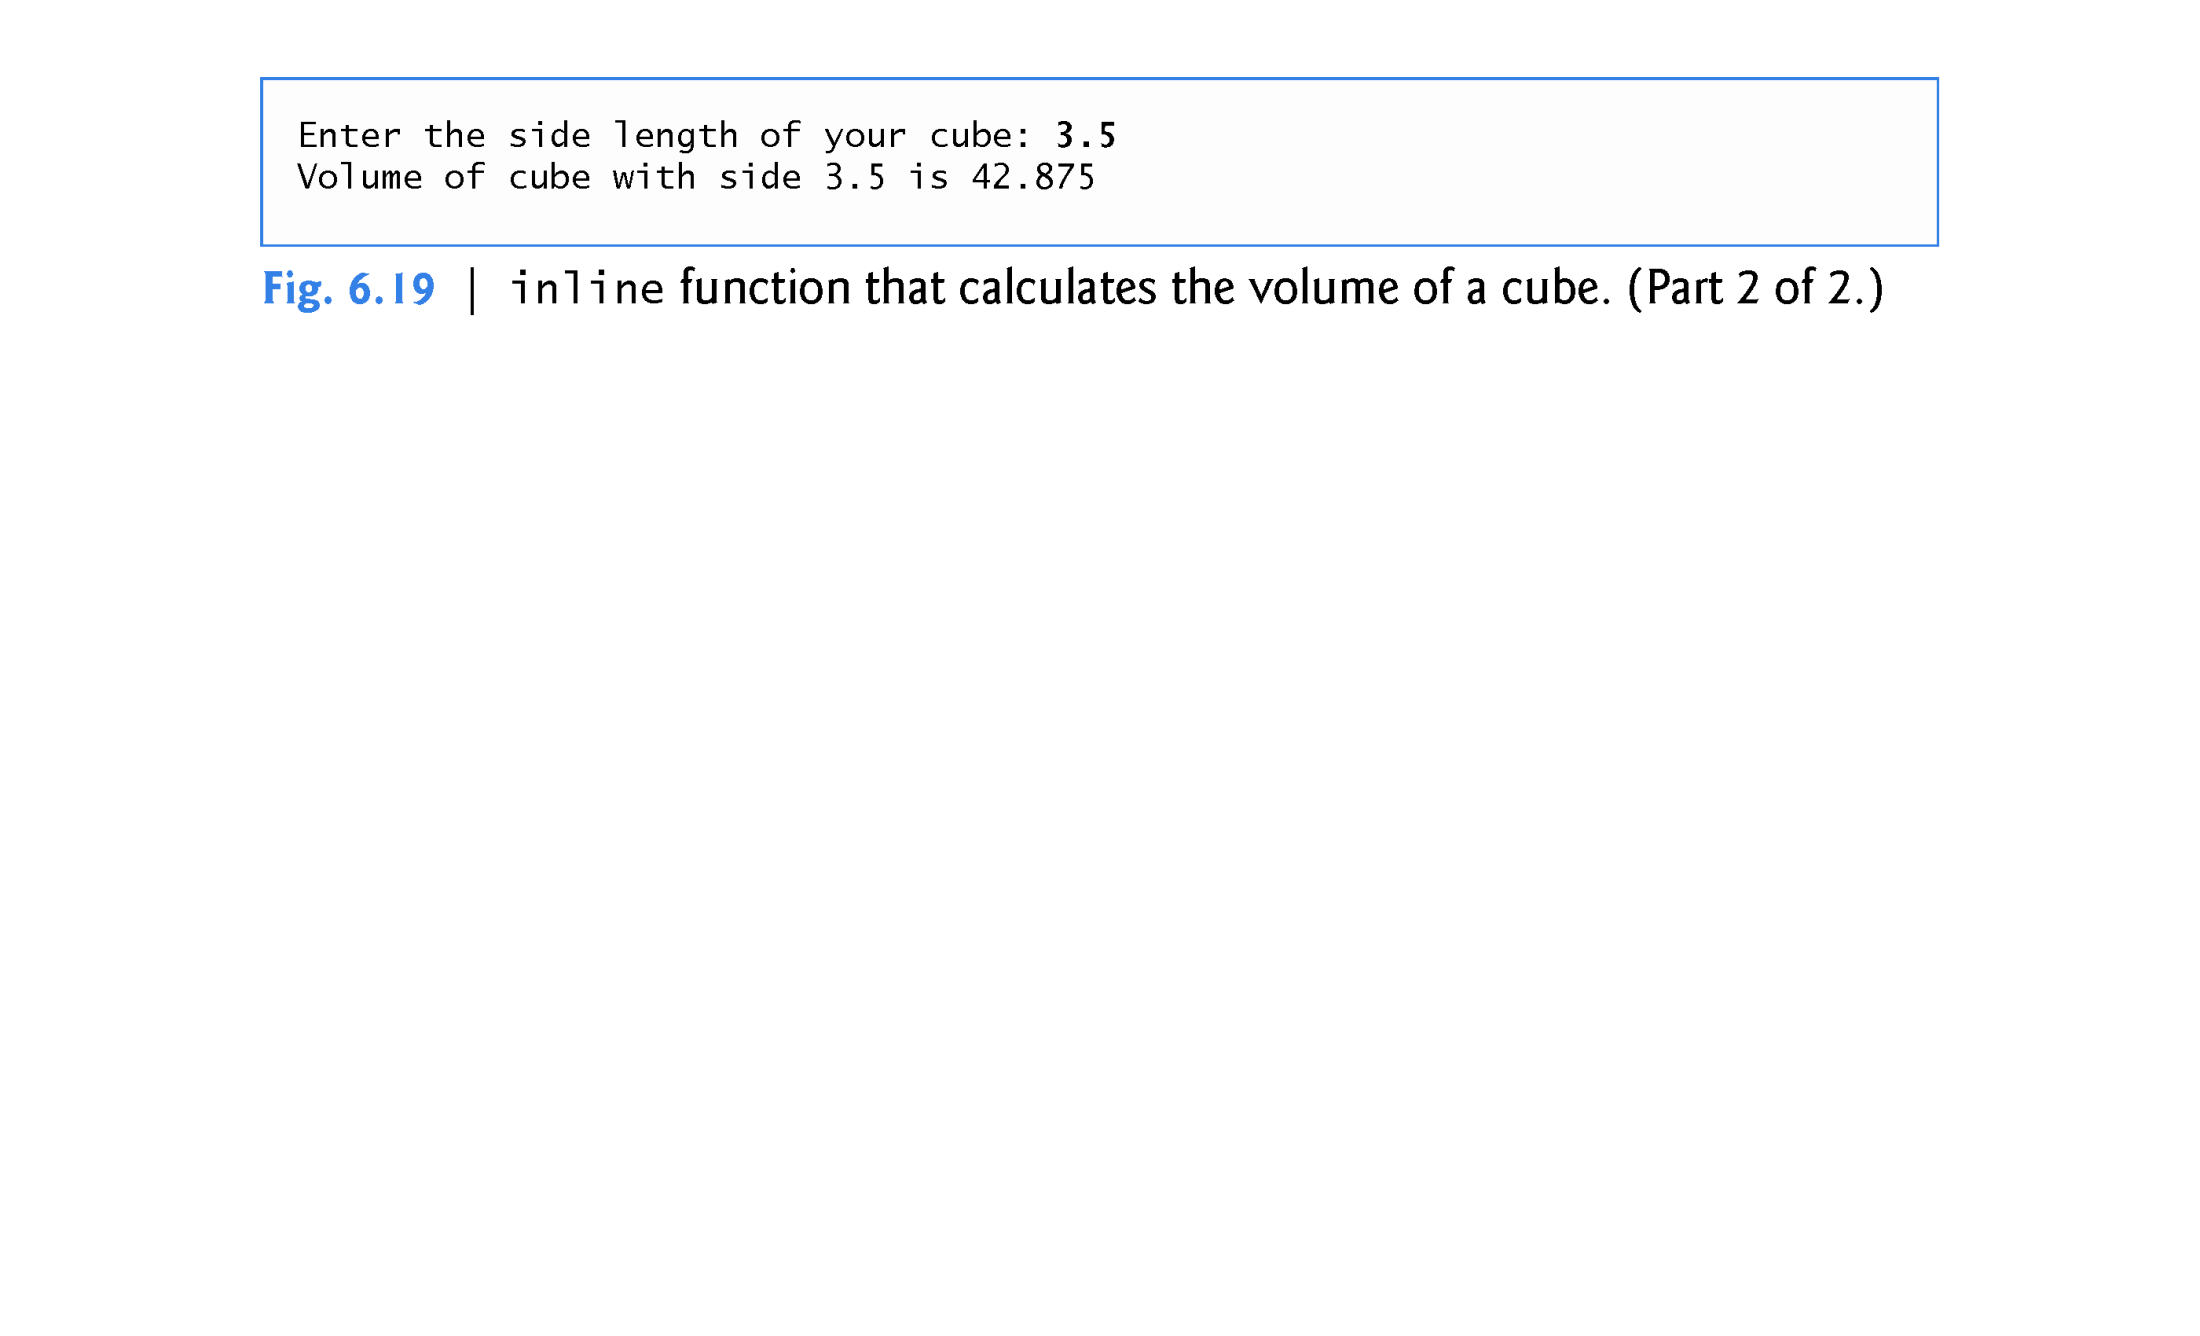 Enter the side length of your cube: 3.5
Volume of cube with side 3.5 is 42.875
Fig. 6.19 | inline function that calculates the volume of a cube. (Part 2 of 2.)